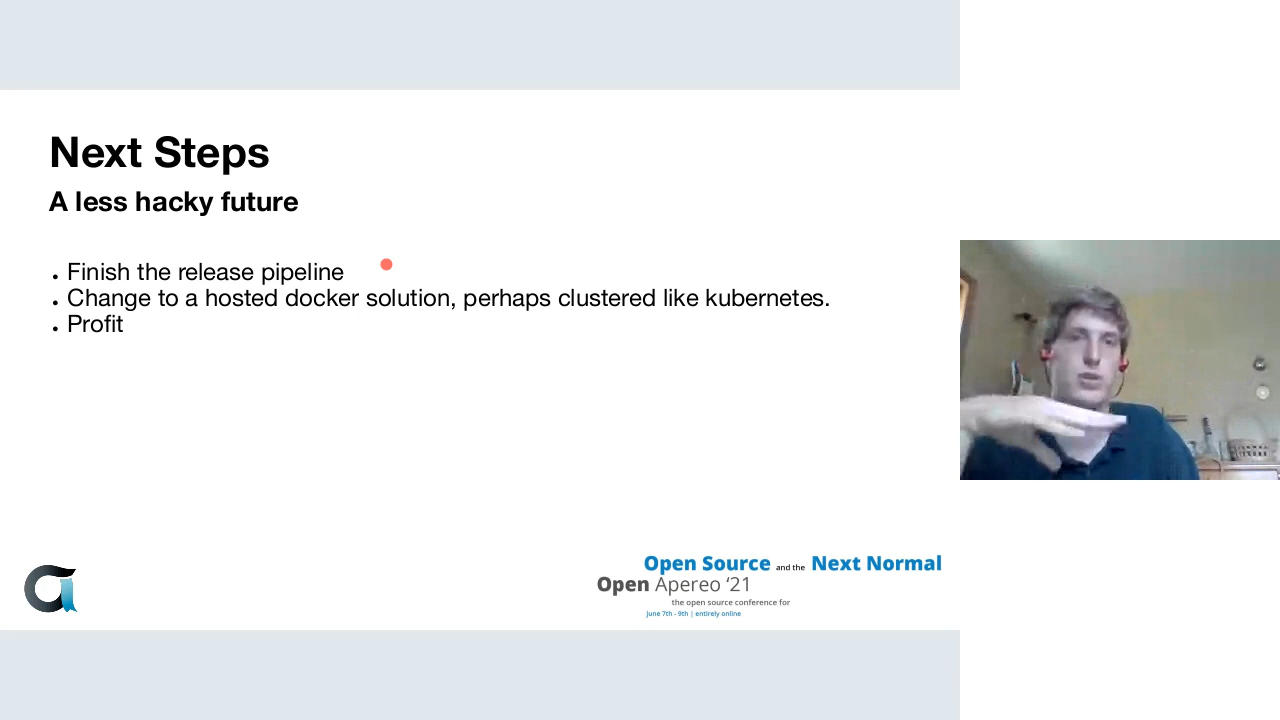 Next Steps
A less hacky future
• Finish the release pipeline
• Change to a hosted docker solution, perhaps clustered like kubernetes.
• Profit
Open Source and the Next Normal
Open Apereo ‘21
the open source conference for
June 7th - 9th | entirely online